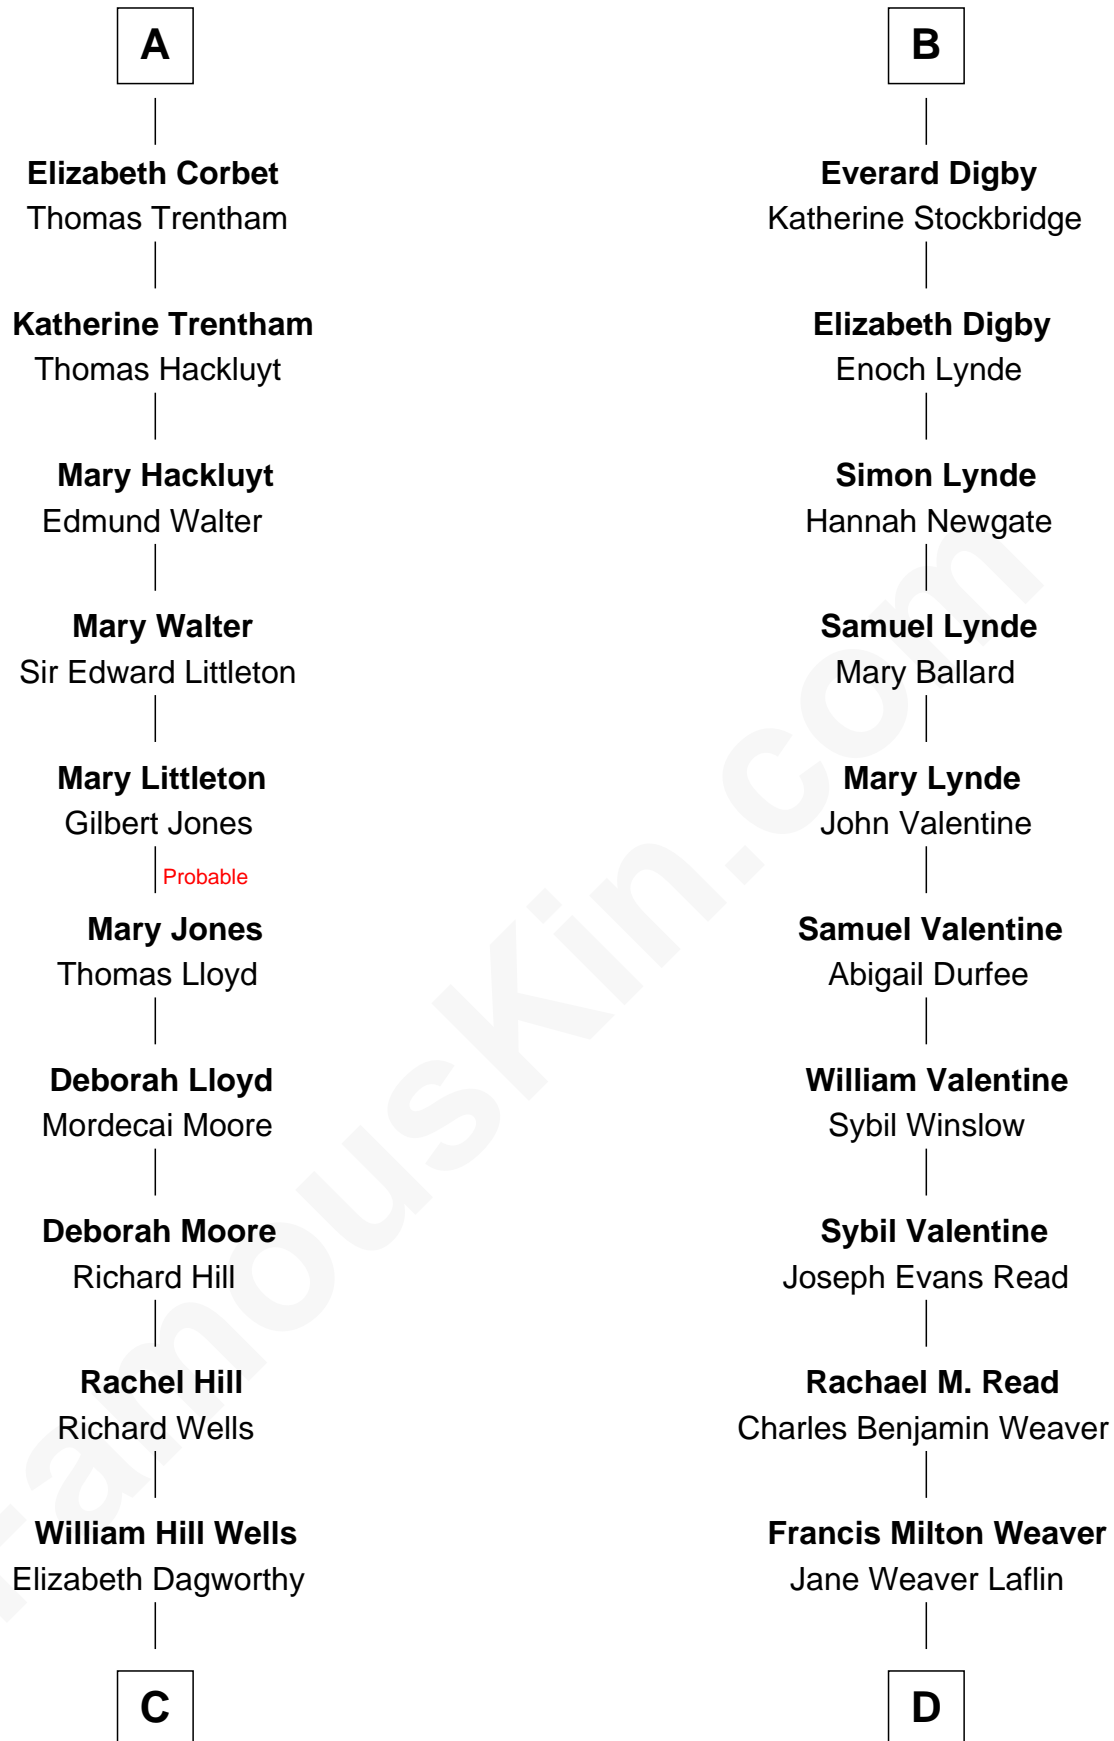 A
Elizabeth Corbet
Thomas Trentham
Katherine Trentham
Thomas Hackluyt
Mary Hackluyt
Edmund Walter
Mary Walter
Sir Edward Littleton
Mary Littleton
Gilbert Jones
Probable
Mary Jones
Thomas Lloyd
Deborah Lloyd
Mordecai Moore
Deborah Moore
Richard Hill
Rachel Hill
Richard Wells
William Hill Wells
Elizabeth Dagworthy
C
B
Everard Digby
Katherine Stockbridge
Elizabeth Digby
Enoch Lynde
Simon Lynde
Hannah Newgate
Samuel Lynde
Mary Ballard
Mary Lynde
John Valentine
Samuel Valentine
Abigail Durfee
William Valentine
Sybil Winslow
Sybil Valentine
Joseph Evans Read
Rachael M. Read
Charles Benjamin Weaver
Francis Milton Weaver
Jane Weaver Laflin
D
FamousKin.com